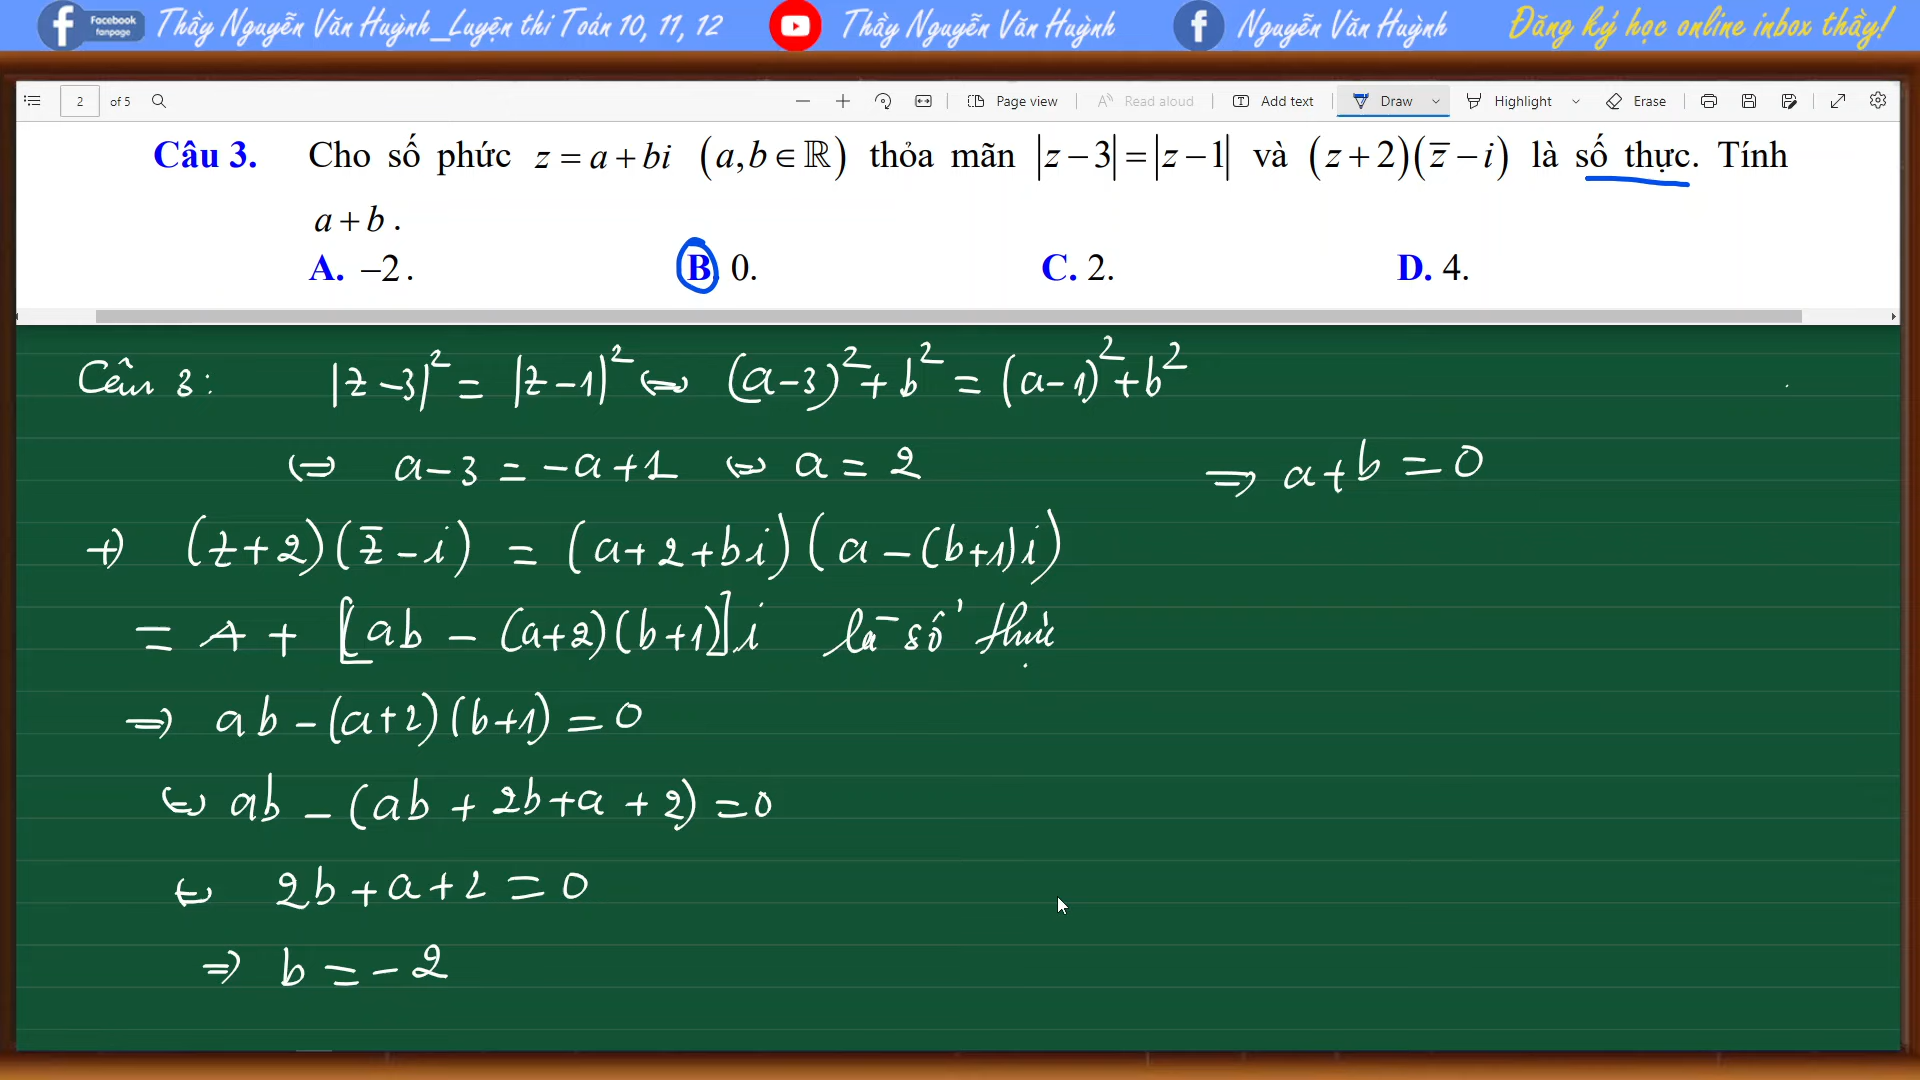 Facebook fanpage Thầy Nguyễn Văn Huỳnh_Luyện thi Toán 10, 11, 12 Thầy Nguyễn Văn Huỳnh f Nguyễn Văn Huỳnh Đăng ký học online inbox thầy!
2 of 5 Page view Read aloud Add text Draw Highlight Erase
Câu 3. Cho số phức z = a + bi (a, b ∈ ℝ) thỏa mãn |z − 3| = |z − 1| và (z + 2)(z̅ − i) là số thực. Tính
a + b .
A. −2. B 0. C. 2. D. 4.
Câu 3: |z − 3|² = |z − 1|² ⇔ (a − 3)² + b² = (a − 1)² + b²
⇔ a − 3 = −a + 1 ⇔ a = 2 ⇒ a + b = 0
+) (z + 2)(z̅ − i) = (a + 2 + bi)(a − (b + 1)i)
= A + [ab − (a + 2)(b + 1)].i là số thực
⇒ ab − (a + 2)(b + 1) = 0
⇔ ab − (ab + 2b + a + 2) = 0
⇔ 2b + a + 2 = 0
⇒ b = −2